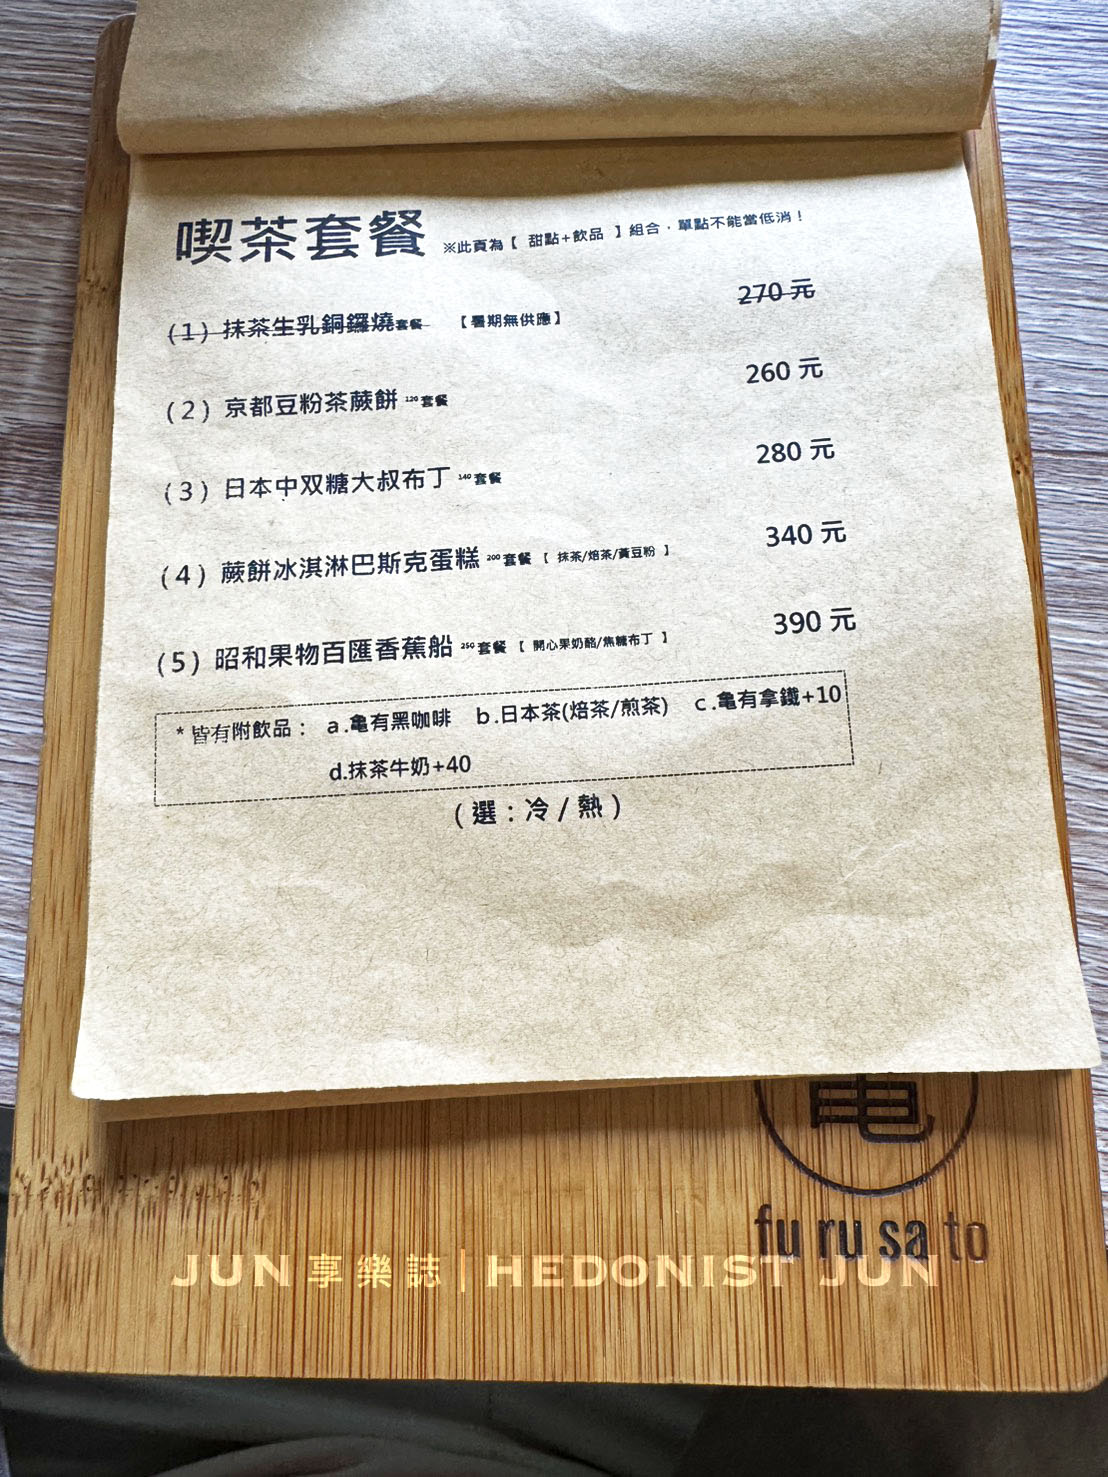 喫茶套餐 ※此頁為【 甜點+飲品 】組合，單點不能當低消！
(1) 抹茶生乳銅鑼燒套餐 【暑期無供應】 270 元
(2) 京都豆粉茶蕨餅 120 套餐 260 元
(3) 日本中双糖大叔布丁 140 套餐 280 元
(4) 蕨餅冰淇淋巴斯克蛋糕 200 套餐 【 抹茶/焙茶/黃豆粉 】 340 元
(5) 昭和果物百匯香蕉船 250 套餐 【 開心果奶酪/焦糖布丁 】 390 元
* 皆有附飲品： a.亀有黑咖啡 b.日本茶(焙茶/煎茶) c.亀有拿鐵+10
d.抹茶牛奶+40
(選：冷/熱)
亀
fu ru sa to
JUN享樂誌|HEDONIST JUN